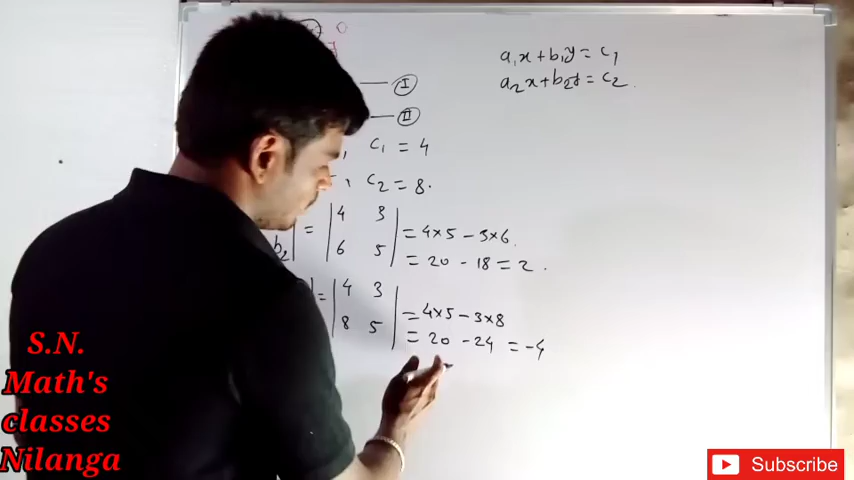 a₁x + b₁y = c₁
a₂x + b₂y = c₂.
— I
— II
, c₁ = 4
, c₂ = 8.
b₂ | = | 4 3 | = 4×5 – 3×6.
| 6 5 | = 20 – 18 = 2.
= | 4 3 | = 4×5 – 3×8
| 8 5 | = 20 – 24 = –4
S.N.
Math's
classes
Nilanga
Subscribe